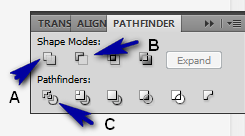 TRANS ALIGN PATHFINDER
Shape Modes:
B
Expand
A
Pathfinders:
C